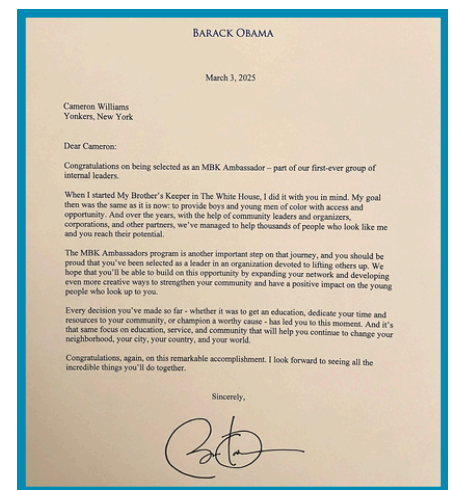 BARACK OBAMA
March 3, 2025
Cameron Williams
Yonkers, New York
Dear Cameron:
Congratulations on being selected as an MBK Ambassador – part of our first-ever group of
internal leaders.
When I started My Brother's Keeper in The White House, I did it with you in mind. My goal
then was the same as it is now: to provide boys and young men of color with access and
opportunity. And over the years, with the help of community leaders and organizers,
corporations, and other partners, we've managed to help thousands of people who look like me
and you reach their potential.
The MBK Ambassadors program is another important step on that journey, and you should be
proud that you've been selected as a leader in an organization devoted to lifting others up. We
hope that you'll be able to build on this opportunity by expanding your network and developing
even more creative ways to strengthen your community and have a positive impact on the young
people who look up to you.
Every decision you've made so far - whether it was to get an education, dedicate your time and
resources to your community, or champion a worthy cause - has led you to this moment. And it's
that same focus on education, service, and community that will help you continue to change your
neighborhood, your city, your country, and your world.
Congratulations, again, on this remarkable accomplishment. I look forward to seeing all the
incredible things you'll do together.
Sincerely,